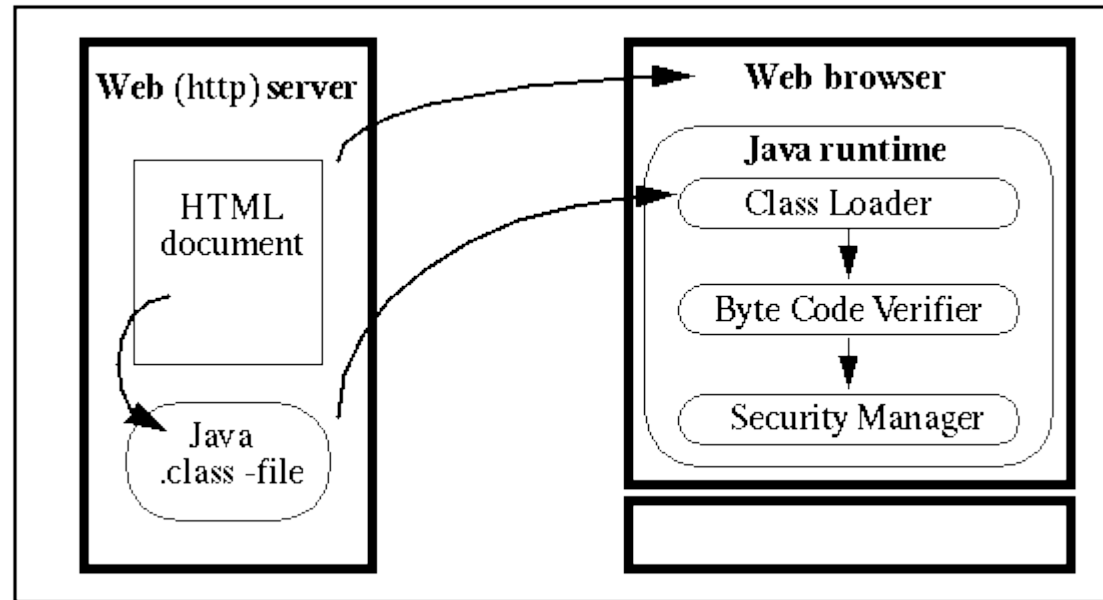 Web (http) server
HTML
document
Java
.class -file
Web browser
Java runtime
Class Loader
Byte Code Verifier
Security Manager